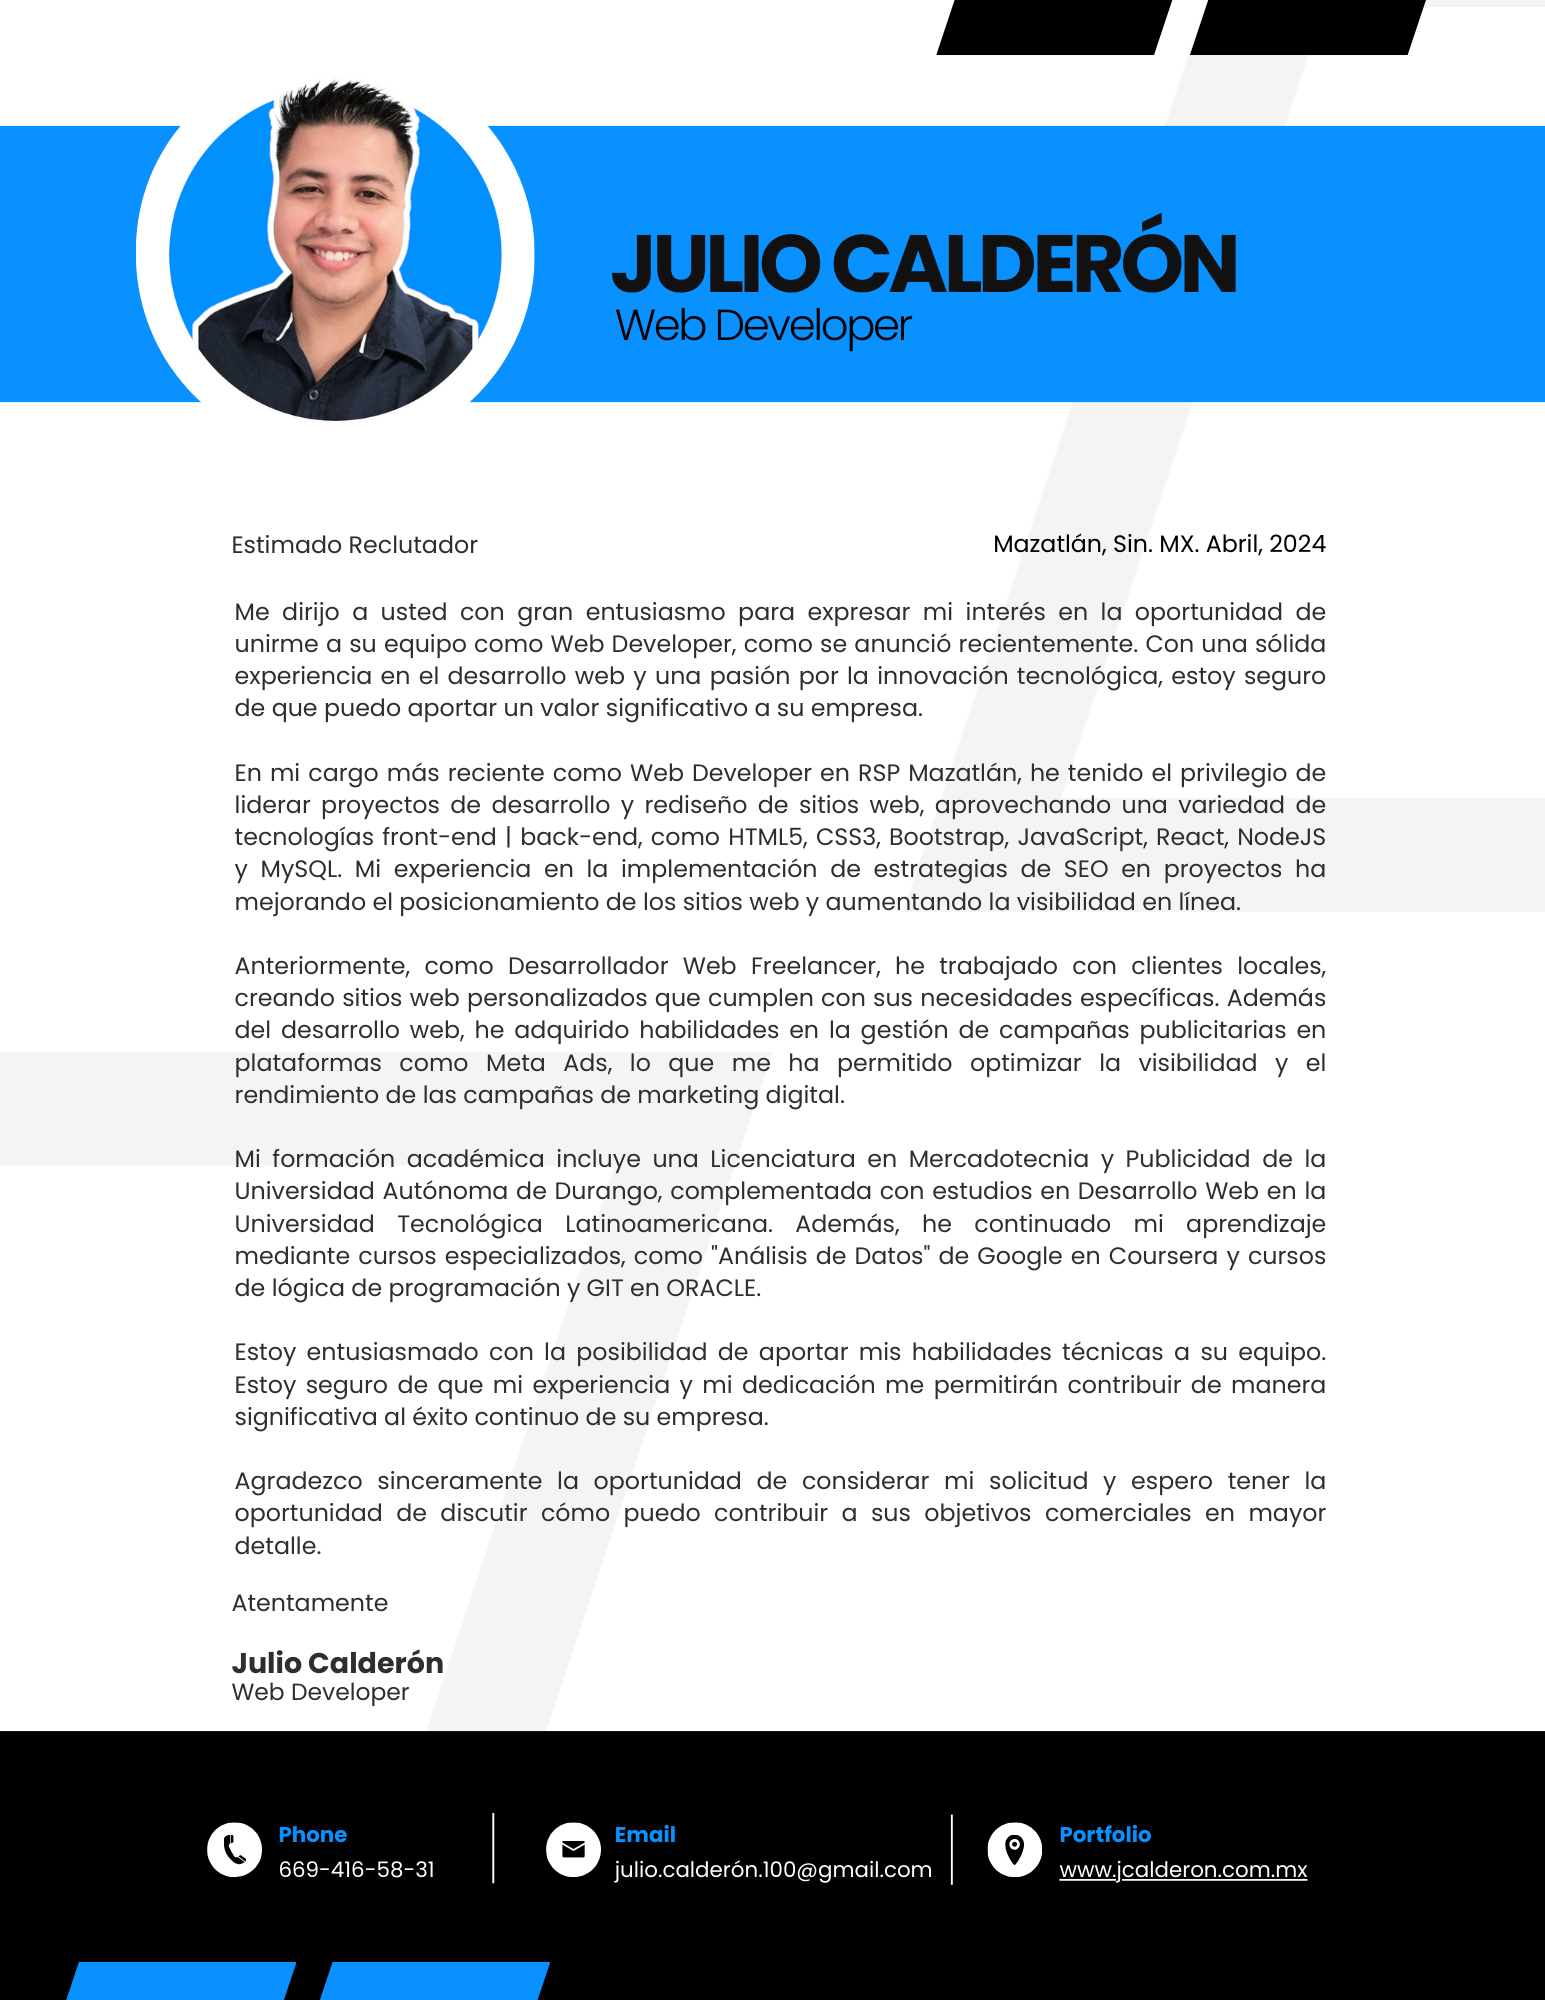 JULIO CALDERÓN
Web Developer
Estimado Reclutador
Mazatlán, Sin. MX. Abril, 2024
Me dirijo a usted con gran entusiasmo para expresar mi interés en la oportunidad de
unirme a su equipo como Web Developer, como se anunció recientemente. Con una sólida
experiencia en el desarrollo web y una pasión por la innovación tecnológica, estoy seguro
de que puedo aportar un valor significativo a su empresa.
En mi cargo más reciente como Web Developer en RSP Mazatlán, he tenido el privilegio de
liderar proyectos de desarrollo y rediseño de sitios web, aprovechando una variedad de
tecnologías front-end | back-end, como HTML5, CSS3, Bootstrap, JavaScript, React, NodeJS
y MySQL. Mi experiencia en la implementación de estrategias de SEO en proyectos ha
mejorando el posicionamiento de los sitios web y aumentando la visibilidad en línea.
Anteriormente, como Desarrollador Web Freelancer, he trabajado con clientes locales,
creando sitios web personalizados que cumplen con sus necesidades específicas. Además
del desarrollo web, he adquirido habilidades en la gestión de campañas publicitarias en
plataformas como Meta Ads, lo que me ha permitido optimizar la visibilidad y el
rendimiento de las campañas de marketing digital.
Mi formación académica incluye una Licenciatura en Mercadotecnia y Publicidad de la
Universidad Autónoma de Durango, complementada con estudios en Desarrollo Web en la
Universidad Tecnológica Latinoamericana. Además, he continuado mi aprendizaje
mediante cursos especializados, como "Análisis de Datos" de Google en Coursera y cursos
de lógica de programación y GIT en ORACLE.
Estoy entusiasmado con la posibilidad de aportar mis habilidades técnicas a su equipo.
Estoy seguro de que mi experiencia y mi dedicación me permitirán contribuir de manera
significativa al éxito continuo de su empresa.
Agradezco sinceramente la oportunidad de considerar mi solicitud y espero tener la
oportunidad de discutir cómo puedo contribuir a sus objetivos comerciales en mayor
detalle.
Atentamente
Julio Calderón
Web Developer
Phone
669-416-58-31
Email
julio.calderón.100@gmail.com
Portfolio
www.jcalderon.com.mx